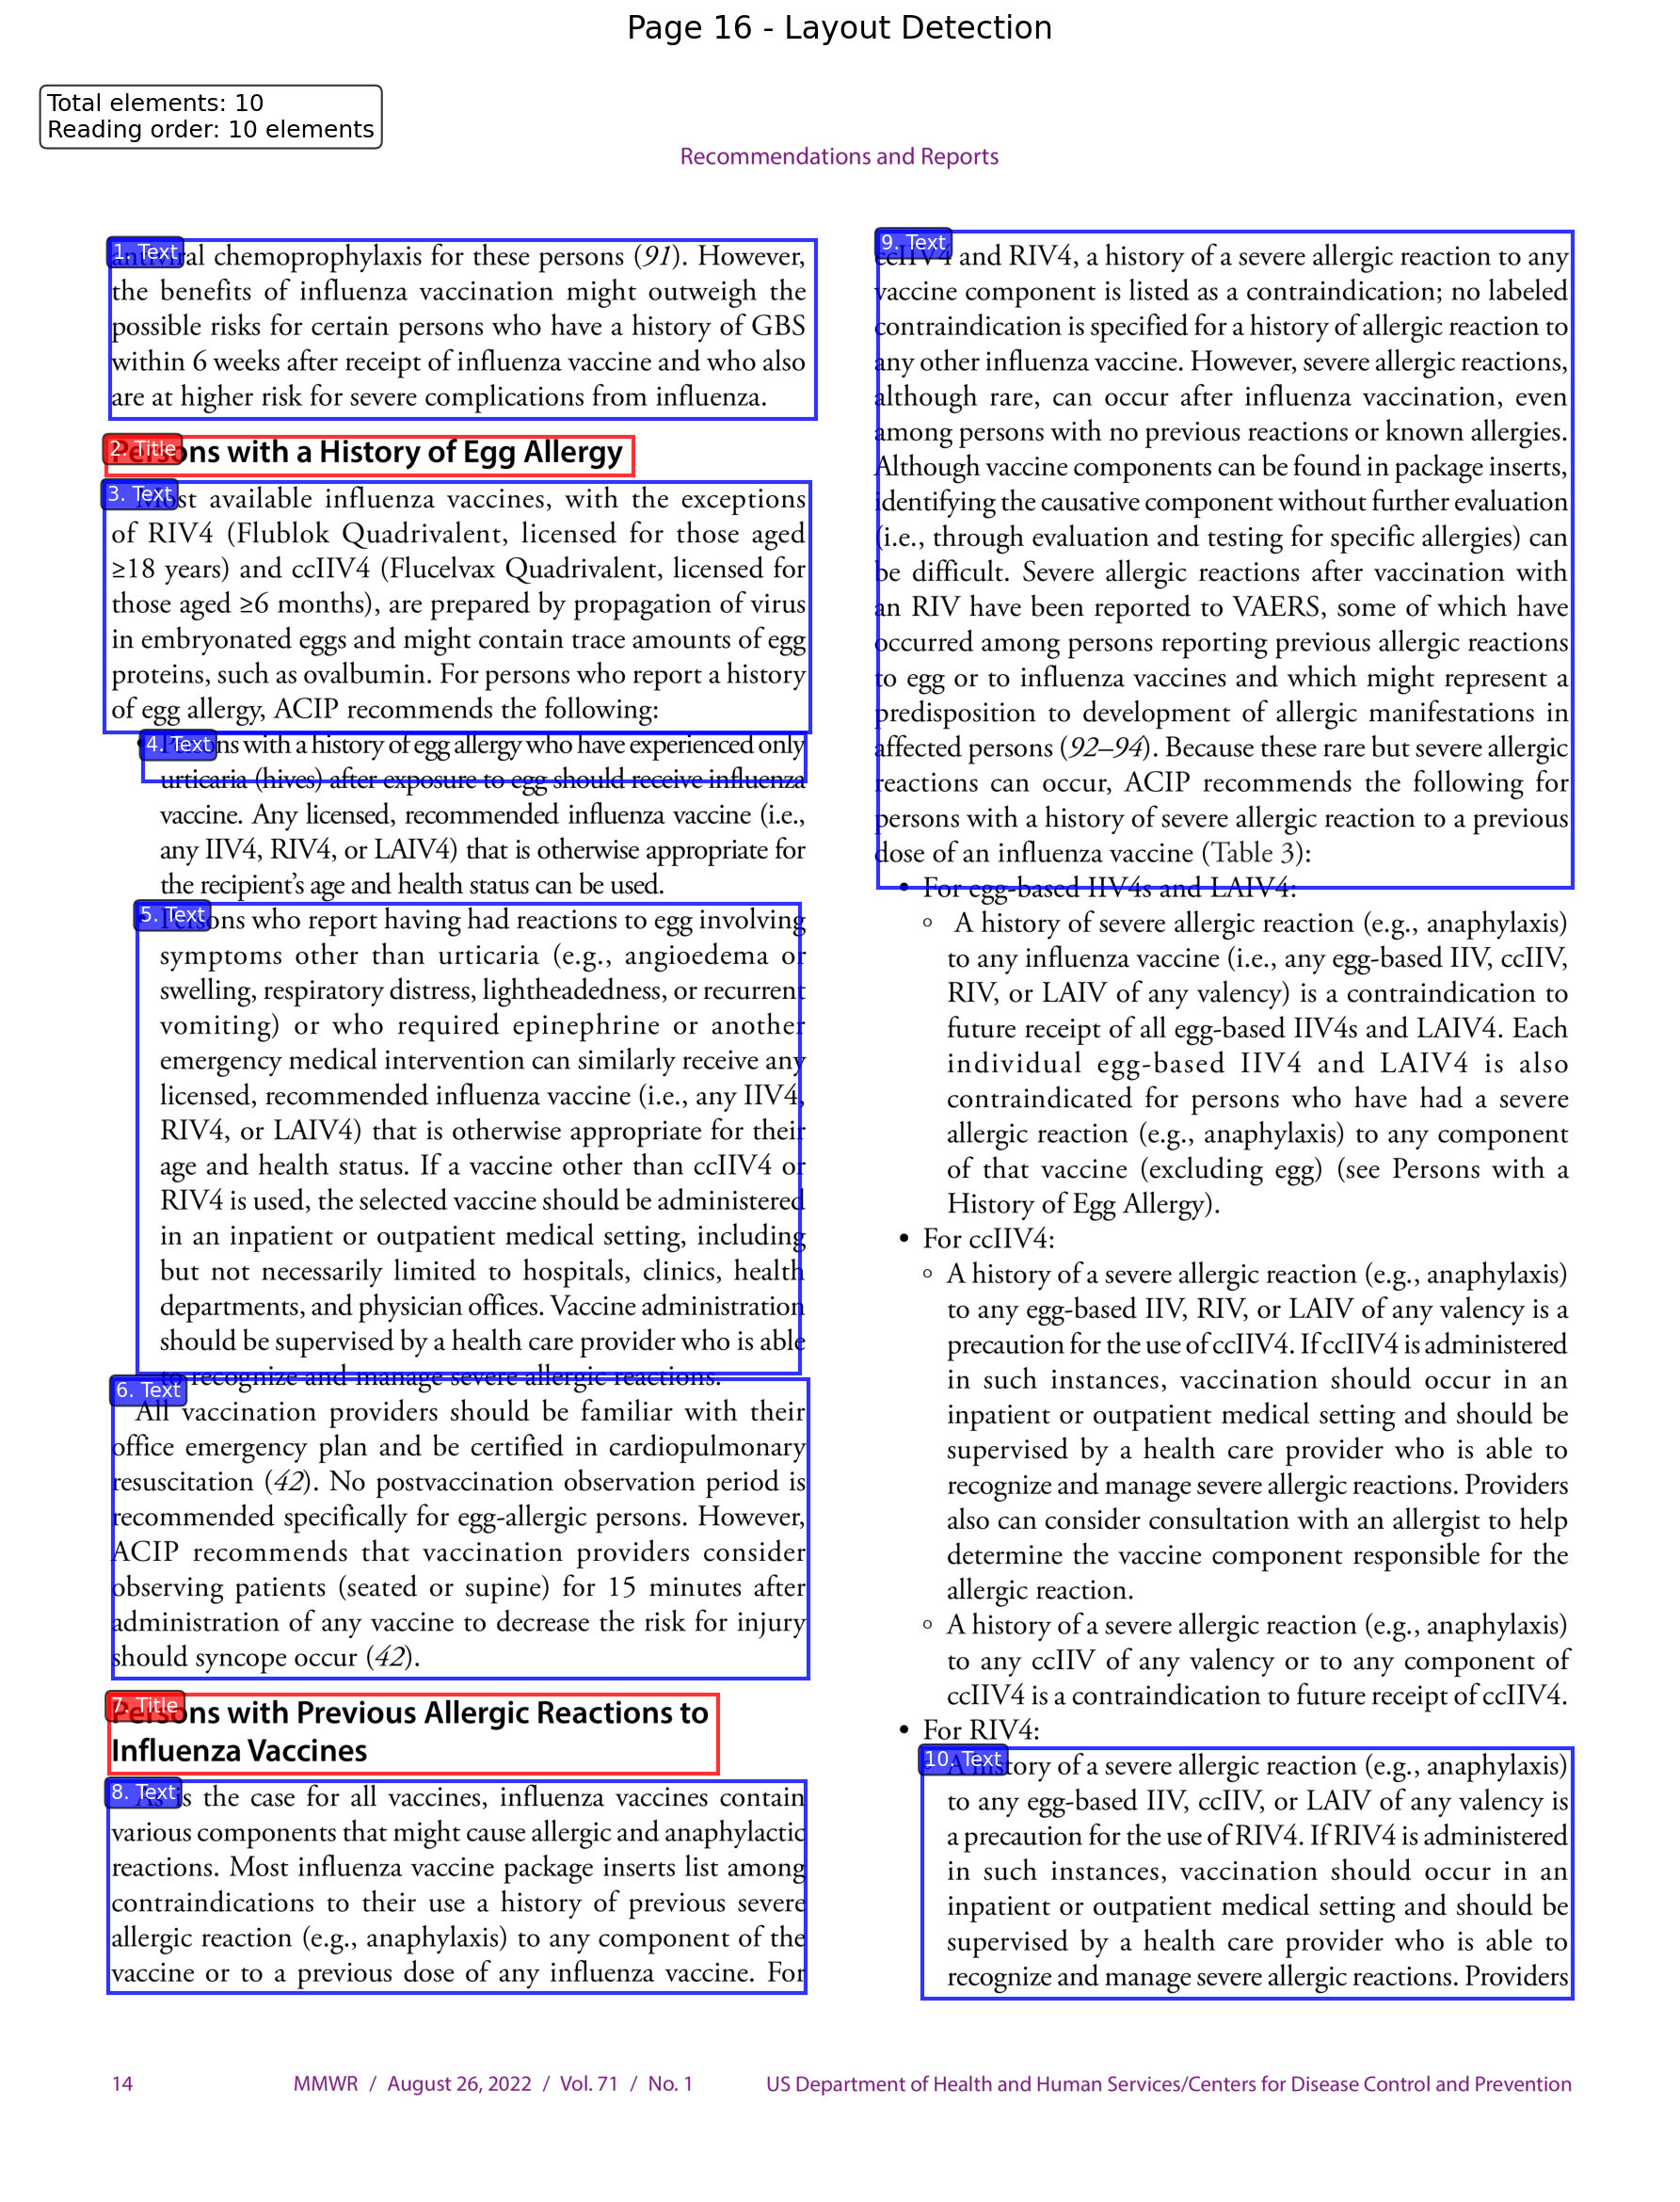 Page 16 - Layout Detection
Total elements: 10
Reading order: 10 elements
Recommendations and Reports
1. Text
antiviral chemoprophylaxis for these persons (91). However,
the benefits of influenza vaccination might outweigh the
possible risks for certain persons who have a history of GBS
within 6 weeks after receipt of influenza vaccine and who also
are at higher risk for severe complications from influenza.
2. Title
Persons with a History of Egg Allergy
3. Text
Most available influenza vaccines, with the exceptions
of RIV4 (Flublok Quadrivalent, licensed for those aged
≥18 years) and ccIIV4 (Flucelvax Quadrivalent, licensed for
those aged ≥6 months), are prepared by propagation of virus
in embryonated eggs and might contain trace amounts of egg
proteins, such as ovalbumin. For persons who report a history
of egg allergy, ACIP recommends the following:
4. Text
• Persons with a history of egg allergy who have experienced only
urticaria (hives) after exposure to egg should receive influenza
vaccine. Any licensed, recommended influenza vaccine (i.e.,
any IIV4, RIV4, or LAIV4) that is otherwise appropriate for
the recipient's age and health status can be used.
5. Text
Persons who report having had reactions to egg involving
symptoms other than urticaria (e.g., angioedema or
swelling, respiratory distress, lightheadedness, or recurrent
vomiting) or who required epinephrine or another
emergency medical intervention can similarly receive any
licensed, recommended influenza vaccine (i.e., any IIV4,
RIV4, or LAIV4) that is otherwise appropriate for their
age and health status. If a vaccine other than ccIIV4 or
RIV4 is used, the selected vaccine should be administered
in an inpatient or outpatient medical setting, including
but not necessarily limited to hospitals, clinics, health
departments, and physician offices. Vaccine administration
should be supervised by a health care provider who is able
to recognize and manage severe allergic reactions.
6. Text
All vaccination providers should be familiar with their
office emergency plan and be certified in cardiopulmonary
resuscitation (42). No postvaccination observation period is
recommended specifically for egg-allergic persons. However,
ACIP recommends that vaccination providers consider
observing patients (seated or supine) for 15 minutes after
administration of any vaccine to decrease the risk for injury
should syncope occur (42).
7. Title
Persons with Previous Allergic Reactions to
Influenza Vaccines
8. Text
As is the case for all vaccines, influenza vaccines contain
various components that might cause allergic and anaphylactic
reactions. Most influenza vaccine package inserts list among
contraindications to their use a history of previous severe
allergic reaction (e.g., anaphylaxis) to any component of the
vaccine or to a previous dose of any influenza vaccine. For
9. Text
ccIIV4 and RIV4, a history of a severe allergic reaction to any
vaccine component is listed as a contraindication; no labeled
contraindication is specified for a history of allergic reaction to
any other influenza vaccine. However, severe allergic reactions,
although rare, can occur after influenza vaccination, even
among persons with no previous reactions or known allergies.
Although vaccine components can be found in package inserts,
identifying the causative component without further evaluation
(i.e., through evaluation and testing for specific allergies) can
be difficult. Severe allergic reactions after vaccination with
an RIV have been reported to VAERS, some of which have
occurred among persons reporting previous allergic reactions
to egg or to influenza vaccines and which might represent a
predisposition to development of allergic manifestations in
affected persons (92–94). Because these rare but severe allergic
reactions can occur, ACIP recommends the following for
persons with a history of severe allergic reaction to a previous
dose of an influenza vaccine (Table 3):
• For egg-based IIV4s and LAIV4:
◦ A history of severe allergic reaction (e.g., anaphylaxis)
to any influenza vaccine (i.e., any egg-based IIV, ccIIV,
RIV, or LAIV of any valency) is a contraindication to
future receipt of all egg-based IIV4s and LAIV4. Each
individual egg-based IIV4 and LAIV4 is also
contraindicated for persons who have had a severe
allergic reaction (e.g., anaphylaxis) to any component
of that vaccine (excluding egg) (see Persons with a
History of Egg Allergy).
• For ccIIV4:
◦ A history of a severe allergic reaction (e.g., anaphylaxis)
to any egg-based IIV, RIV, or LAIV of any valency is a
precaution for the use of ccIIV4. If ccIIV4 is administered
in such instances, vaccination should occur in an
inpatient or outpatient medical setting and should be
supervised by a health care provider who is able to
recognize and manage severe allergic reactions. Providers
also can consider consultation with an allergist to help
determine the vaccine component responsible for the
allergic reaction.
◦ A history of a severe allergic reaction (e.g., anaphylaxis)
to any ccIIV of any valency or to any component of
ccIIV4 is a contraindication to future receipt of ccIIV4.
• For RIV4:
10. Text
A history of a severe allergic reaction (e.g., anaphylaxis)
to any egg-based IIV, ccIIV, or LAIV of any valency is
a precaution for the use of RIV4. If RIV4 is administered
in such instances, vaccination should occur in an
inpatient or outpatient medical setting and should be
supervised by a health care provider who is able to
recognize and manage severe allergic reactions. Providers
14 MMWR / August 26, 2022 / Vol. 71 / No. 1 US Department of Health and Human Services/Centers for Disease Control and Prevention